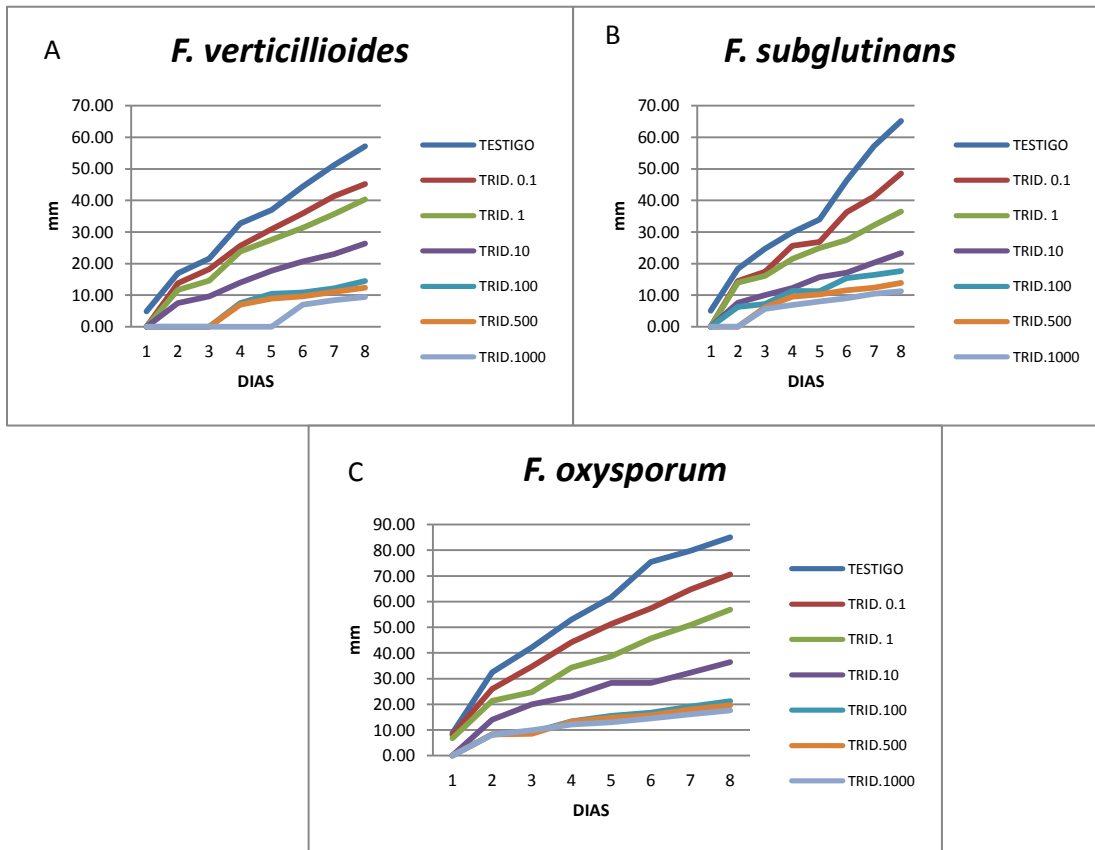 A
F. verticillioides
70.00
60.00
50.00
40.00
30.00
20.00
10.00
0.00
mm
1 2 3 4 5 6 7 8
DIAS
TESTIGO
TRID. 0.1
TRID. 1
TRID.10
TRID.100
TRID.500
TRID.1000
B
F. subglutinans
70.00
60.00
50.00
40.00
30.00
20.00
10.00
0.00
mm
1 2 3 4 5 6 7 8
DIAS
TESTIGO
TRID. 0.1
TRID. 1
TRID.10
TRID.100
TRID.500
TRID.1000
C
F. oxysporum
90.00
80.00
70.00
60.00
50.00
40.00
30.00
20.00
10.00
0.00
mm
1 2 3 4 5 6 7 8
DIAS
TESTIGO
TRID. 0.1
TRID. 1
TRID.10
TRID.100
TRID.500
TRID.1000